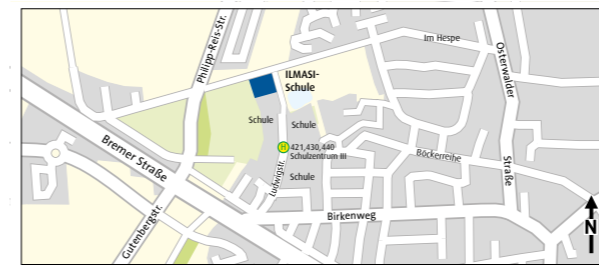 Philipp-Reis-Str.
Im Hespe
Osterwalder
Straße
ILMASI-
Schule
Schule
Schule
H
421,430,440
Schulzentrum III
Schule
Ludwigstr.
Böckerreihe
Bremer Straße
Birkenweg
Gutenbergstr.
N